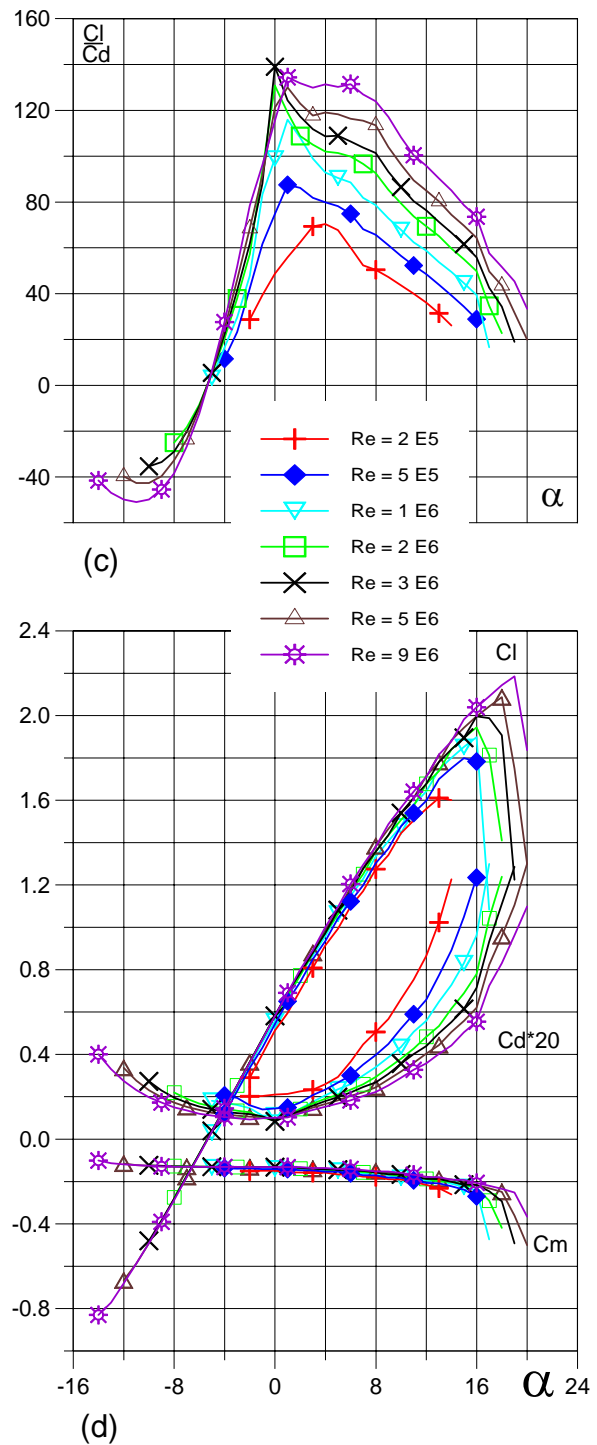 160
Cl
Cd
120
80
40
0
-40
α
(c)
Re = 2 E5
Re = 5 E5
Re = 1 E6
Re = 2 E6
Re = 3 E6
Re = 5 E6
Re = 9 E6
2.4
Cl
2.0
1.6
1.2
0.8
Cd*20
0.4
0.0
Cm
-0.4
-0.8
-16 -8 0 8 16 α 24
(d)